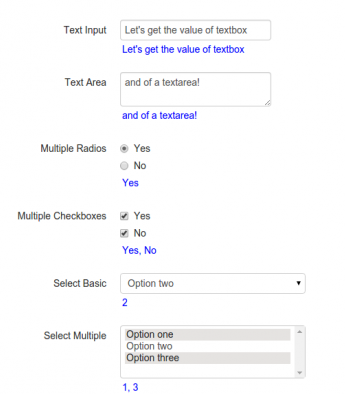 Text Input Let's get the value of textbox
Let's get the value of textbox
Text Area and of a textarea!
and of a textarea!
Multiple Radios Yes
No
Yes
Multiple Checkboxes Yes
No
Yes, No
Select Basic Option two
2
Select Multiple Option one
Option two
Option three
1, 3